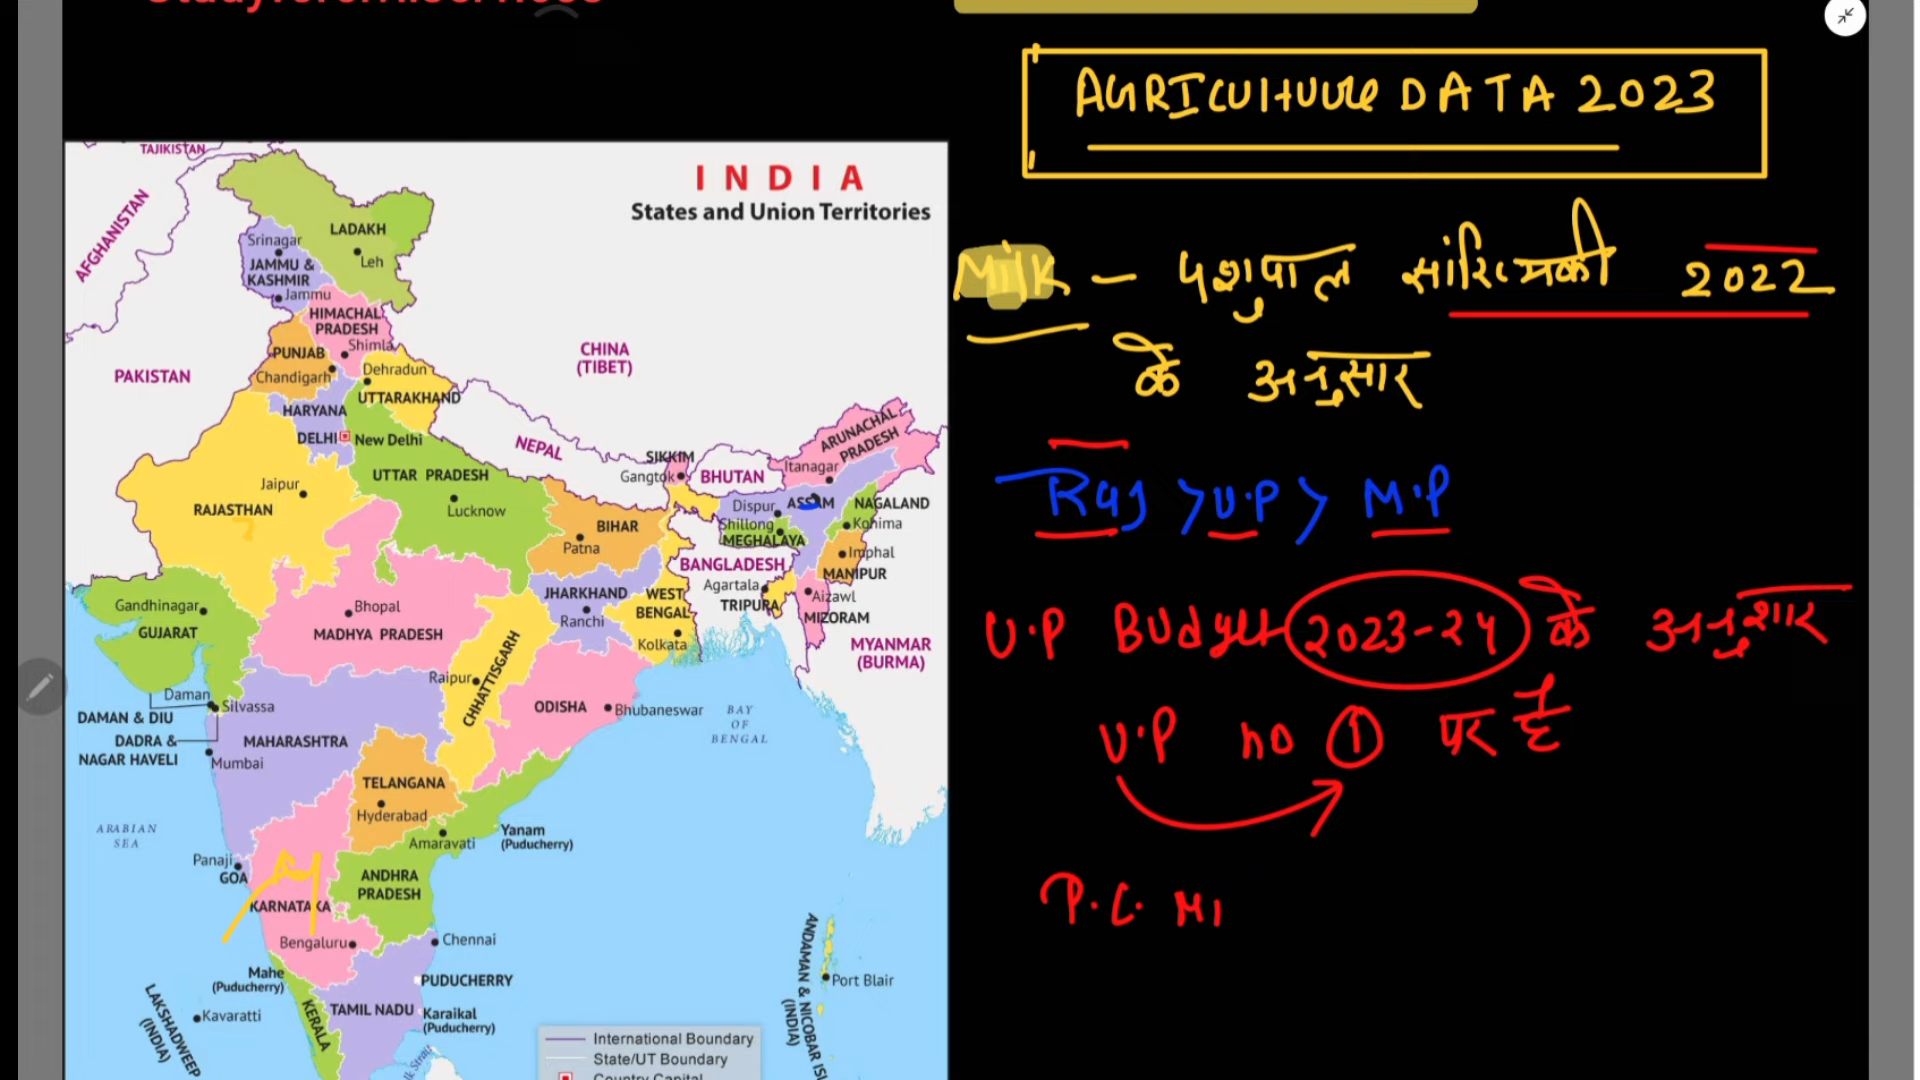 AGRICULTURE DATA 2023
Milk - पशुपाल सांख्यिकी 2022
के अनुसार
Raj > U.P > M.P
U.P Budget 2023-24 के अनुशार
U.P no 1 पर है
P.C. MI
INDIA
States and Union Territories
TAJIKISTAN
AFGHANISTAN
LADAKH
Srinagar
Leh
JAMMU &
KASHMIR
Jammu
HIMACHAL
PRADESH
Shimla
PUNJAB
Chandigarh
Dehradun
UTTARAKHAND
PAKISTAN
CHINA
(TIBET)
HARYANA
DELHI
New Delhi
NEPAL
UTTAR PRADESH
Lucknow
Jaipur
RAJASTHAN
SIKKIM
Gangtok
BHUTAN
ARUNACHAL
PRADESH
Itanagar
Dispur
ASSAM
NAGALAND
Kohima
Shillong
MEGHALAYA
Imphal
MANIPUR
BIHAR
Patna
BANGLADESH
Agartala
TRIPURA
Aizawl
MIZORAM
MYANMAR
(BURMA)
JHARKHAND
Ranchi
WEST
BENGAL
Kolkata
Gandhinagar
GUJARAT
Bhopal
MADHYA PRADESH
Raipur
CHHATTISGARH
ODISHA
Bhubaneswar
BAY
OF
BENGAL
Daman
Silvassa
DAMAN & DIU
DADRA &
NAGAR HAVELI
MAHARASHTRA
Mumbai
TELANGANA
Hyderabad
Amaravati
Yanam
(Puducherry)
ARABIAN
SEA
Panaji
GOA
KARNATAKA
Bengaluru
ANDHRA
PRADESH
Chennai
Mahe
(Puducherry)
PUDUCHERRY
KERALA
TAMIL NADU
Karaikal
(Puducherry)
LAKSHADWEEP
(INDIA)
Kavaratti
Port Blair
ANDAMAN & NICOBAR
(INDIA)
International Boundary
State/UT Boundary
Country Capital